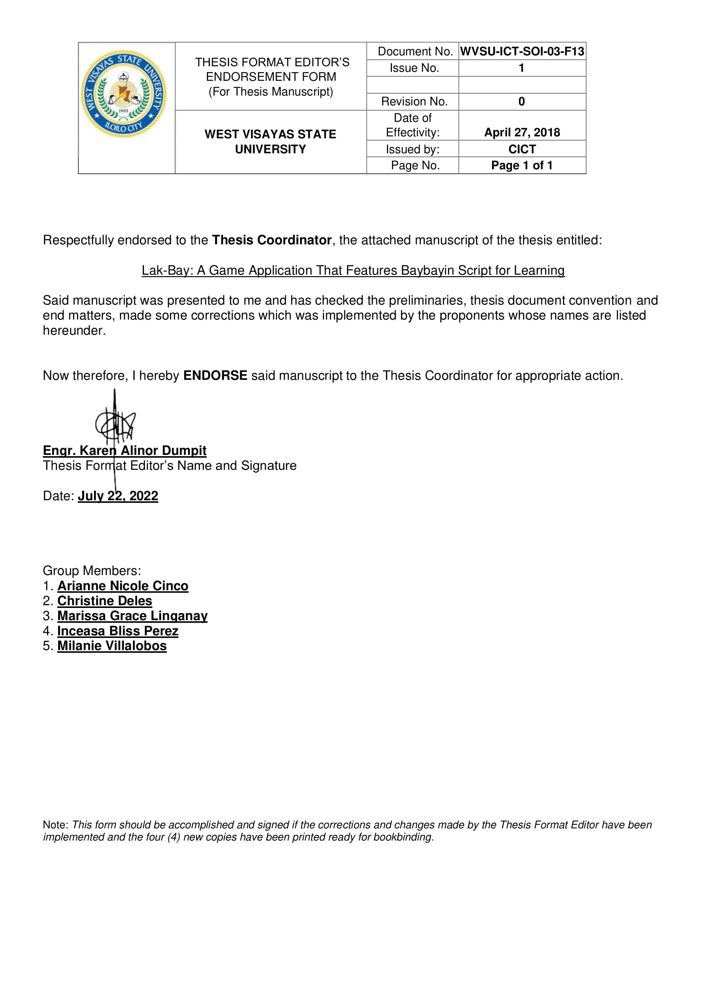 WEST VISAYAS STATE UNIVERSITY
1902
ILOILO CITY
THESIS FORMAT EDITOR’S
ENDORSEMENT FORM
(For Thesis Manuscript)
WEST VISAYAS STATE
UNIVERSITY
Document No. WVSU-ICT-SOI-03-F13
Issue No. 1
Revision No. 0
Date of
Effectivity: April 27, 2018
Issued by: CICT
Page No. Page 1 of 1
Respectfully endorsed to the Thesis Coordinator, the attached manuscript of the thesis entitled:
Lak-Bay: A Game Application That Features Baybayin Script for Learning
Said manuscript was presented to me and has checked the preliminaries, thesis document convention and
end matters, made some corrections which was implemented by the proponents whose names are listed
hereunder.
Now therefore, I hereby ENDORSE said manuscript to the Thesis Coordinator for appropriate action.
Engr. Karen Alinor Dumpit
Thesis Format Editor’s Name and Signature
Date: July 22, 2022
Group Members:
1. Arianne Nicole Cinco
2. Christine Deles
3. Marissa Grace Linganay
4. Inceasa Bliss Perez
5. Milanie Villalobos
Note: This form should be accomplished and signed if the corrections and changes made by the Thesis Format Editor have been
implemented and the four (4) new copies have been printed ready for bookbinding.